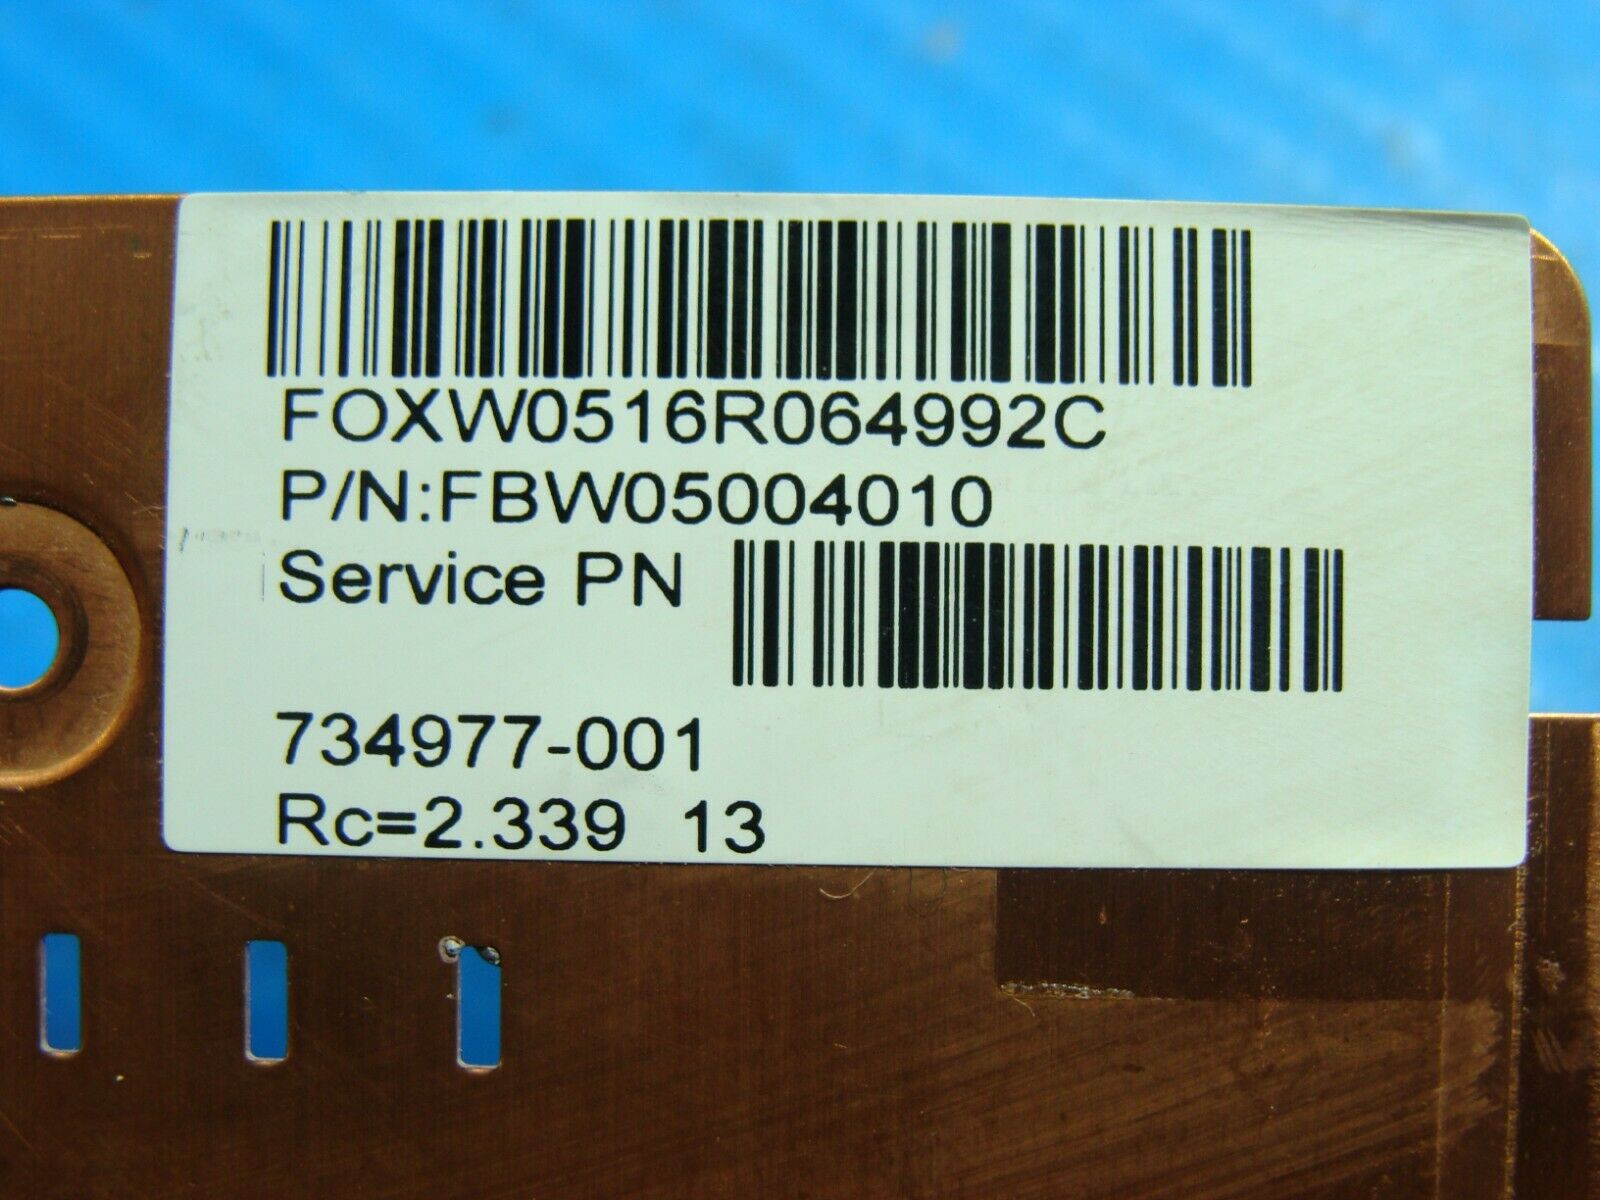 FOXW0516R064992C
P/N:FBW05004010
Service PN
734977-001
Rc=2.339 13